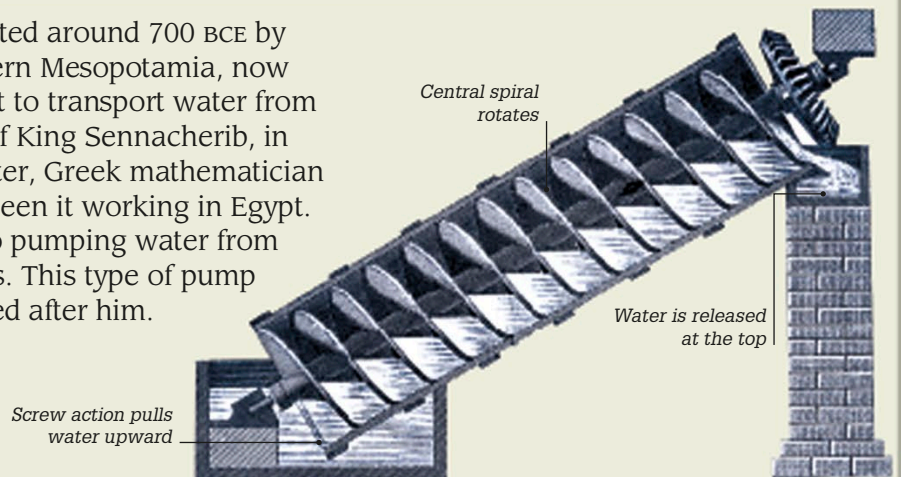 ted around 700 BCE by
ern Mesopotamia, now
t to transport water from
f King Sennacherib, in
ter, Greek mathematician
een it working in Egypt.
o pumping water from
s. This type of pump
ed after him.
Central spiral
rotates
Water is released
at the top
Screw action pulls
water upward